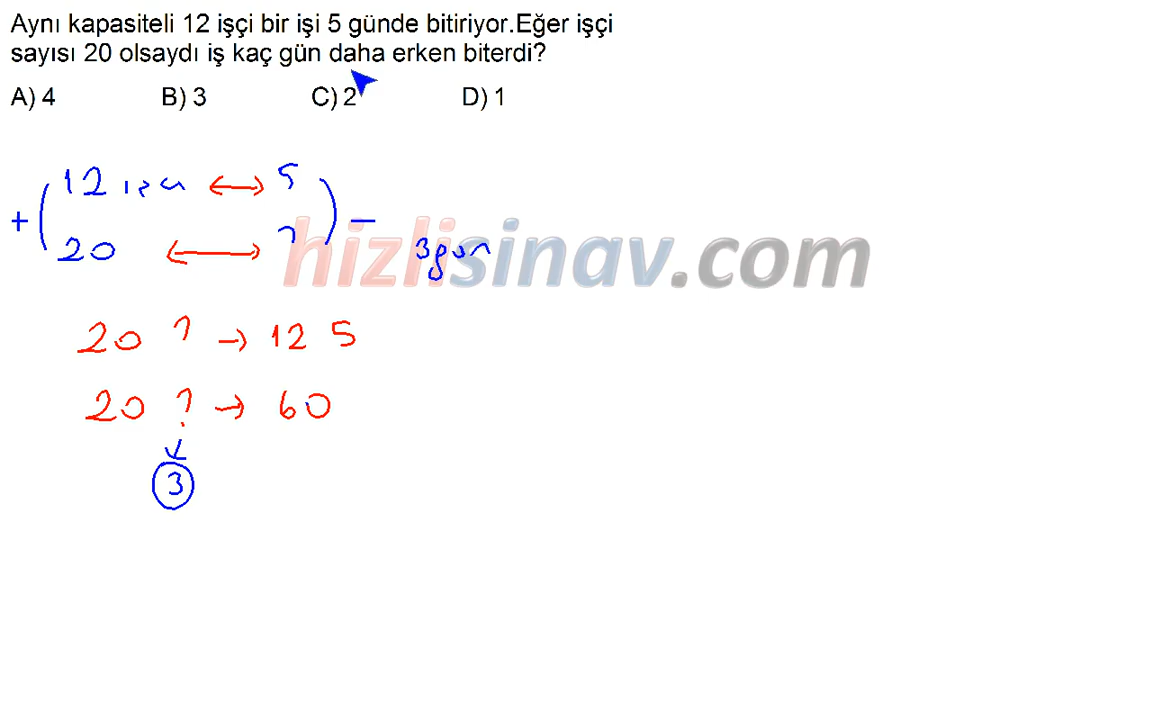 Aynı kapasiteli 12 işçi bir işi 5 günde bitiriyor.Eğer işçi
sayısı 20 olsaydı iş kaç gün daha erken biterdi?
A) 4 B) 3 C) 2 D) 1
+ ( 12 işçi ↔ 5
20 ↔ ? ) −
3 gün
hizlisinav.com
20 ? → 12 5
20 ? → 60
↓
3